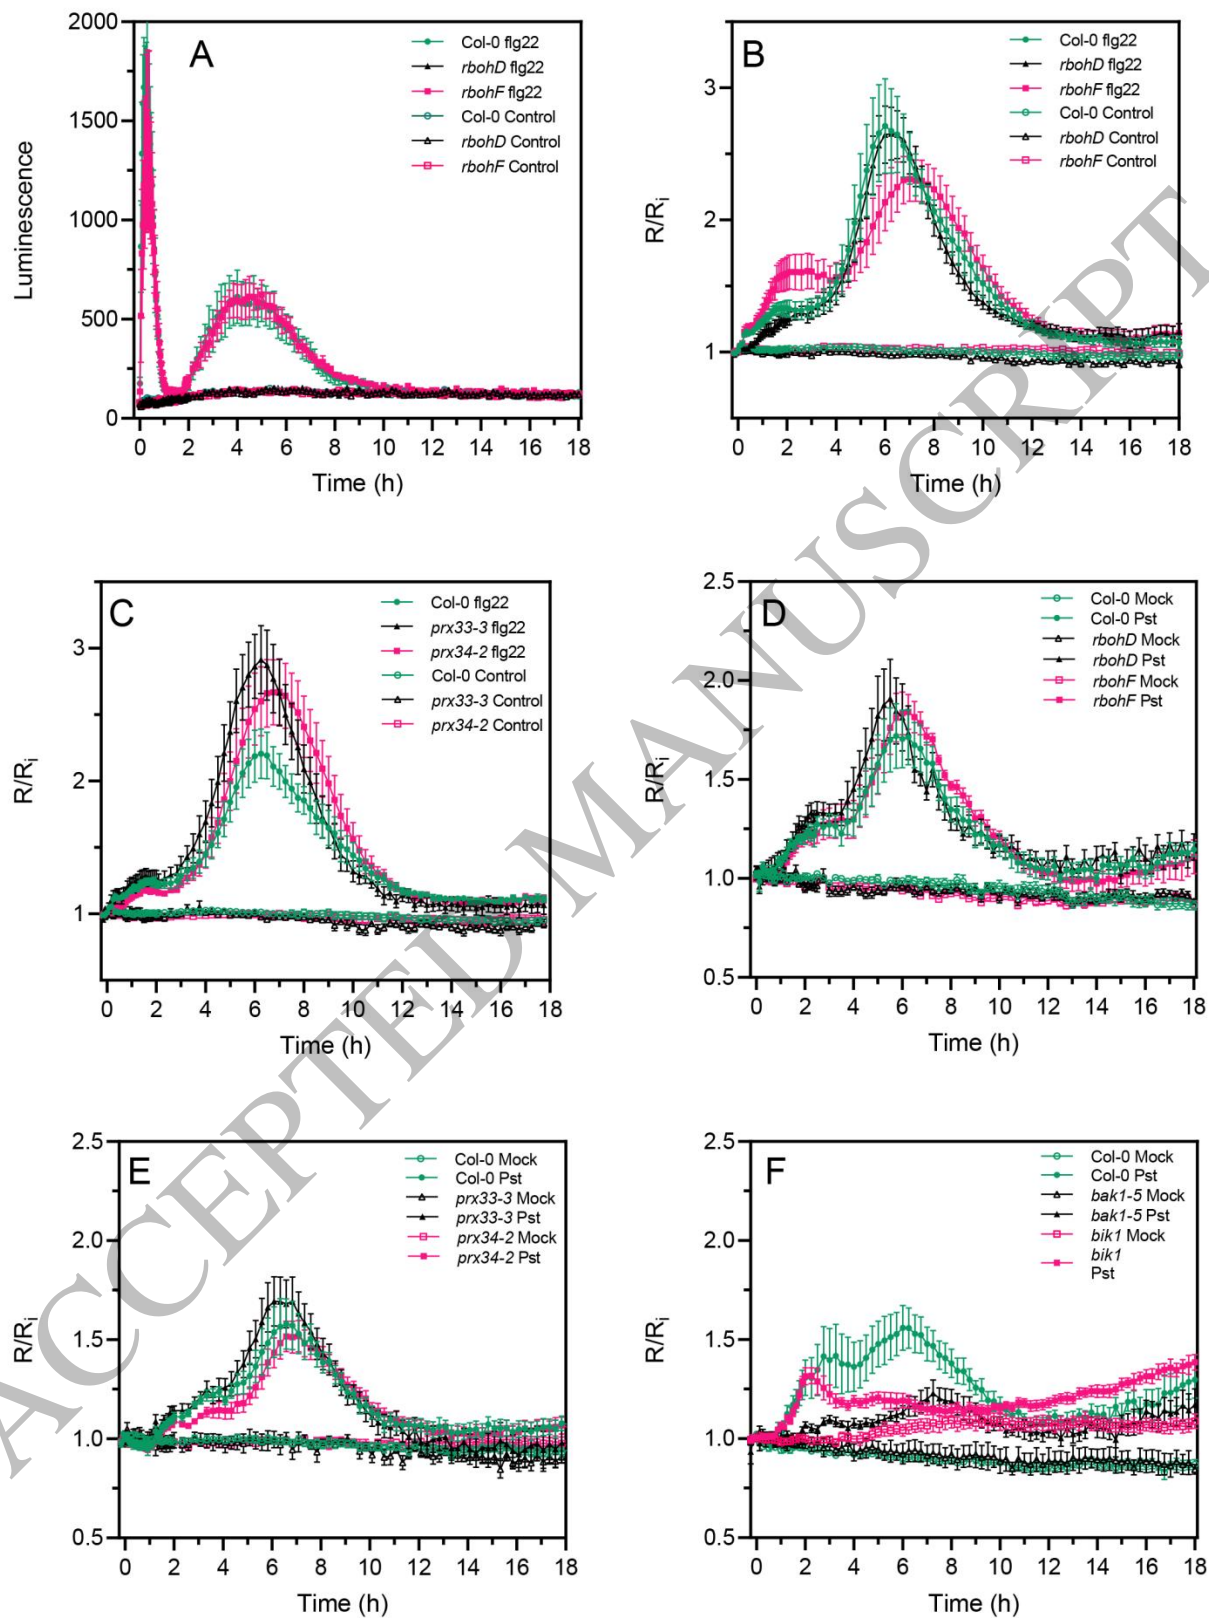 A
Col-0 flg22
rbohD flg22
rbohF flg22
Col-0 Control
rbohD Control
rbohF Control
2000
1500
1000
500
0
Luminescence
0 2 4 6 8 10 12 14 16 18
Time (h)
B
Col-0 flg22
rbohD flg22
rbohF flg22
Col-0 Control
rbohD Control
rbohF Control
3
2
1
R/Ri
0 2 4 6 8 10 12 14 16 18
Time (h)
C
Col-0 flg22
prx33-3 flg22
prx34-2 flg22
Col-0 Control
prx33-3 Control
prx34-2 Control
3
2
1
R/Ri
0 2 4 6 8 10 12 14 16 18
Time (h)
D
Col-0 Mock
Col-0 Pst
rbohD Mock
rbohD Pst
rbohF Mock
rbohF Pst
2.5
2.0
1.5
1.0
0.5
R/Ri
0 2 4 6 8 10 12 14 16 18
Time (h)
E
Col-0 Mock
Col-0 Pst
prx33-3 Mock
prx33-3 Pst
prx34-2 Mock
prx34-2 Pst
2.5
2.0
1.5
1.0
0.5
R/Ri
0 2 4 6 8 10 12 14 16 18
Time (h)
F
Col-0 Mock
Col-0 Pst
bak1-5 Mock
bak1-5 Pst
bik1 Mock
bik1
Pst
2.5
2.0
1.5
1.0
0.5
R/Ri
0 2 4 6 8 10 12 14 16 18
Time (h)
ACCEPTED MANUSCRIPT